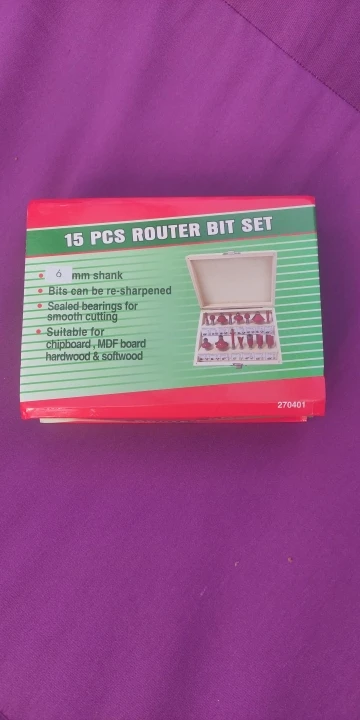 15 PCS ROUTER BIT SET
• 6 mm shank
• Bits can be re-sharpened
• Sealed bearings for
smooth cutting
• Suitable for
chipboard , MDF board
hardwood & softwood
270401